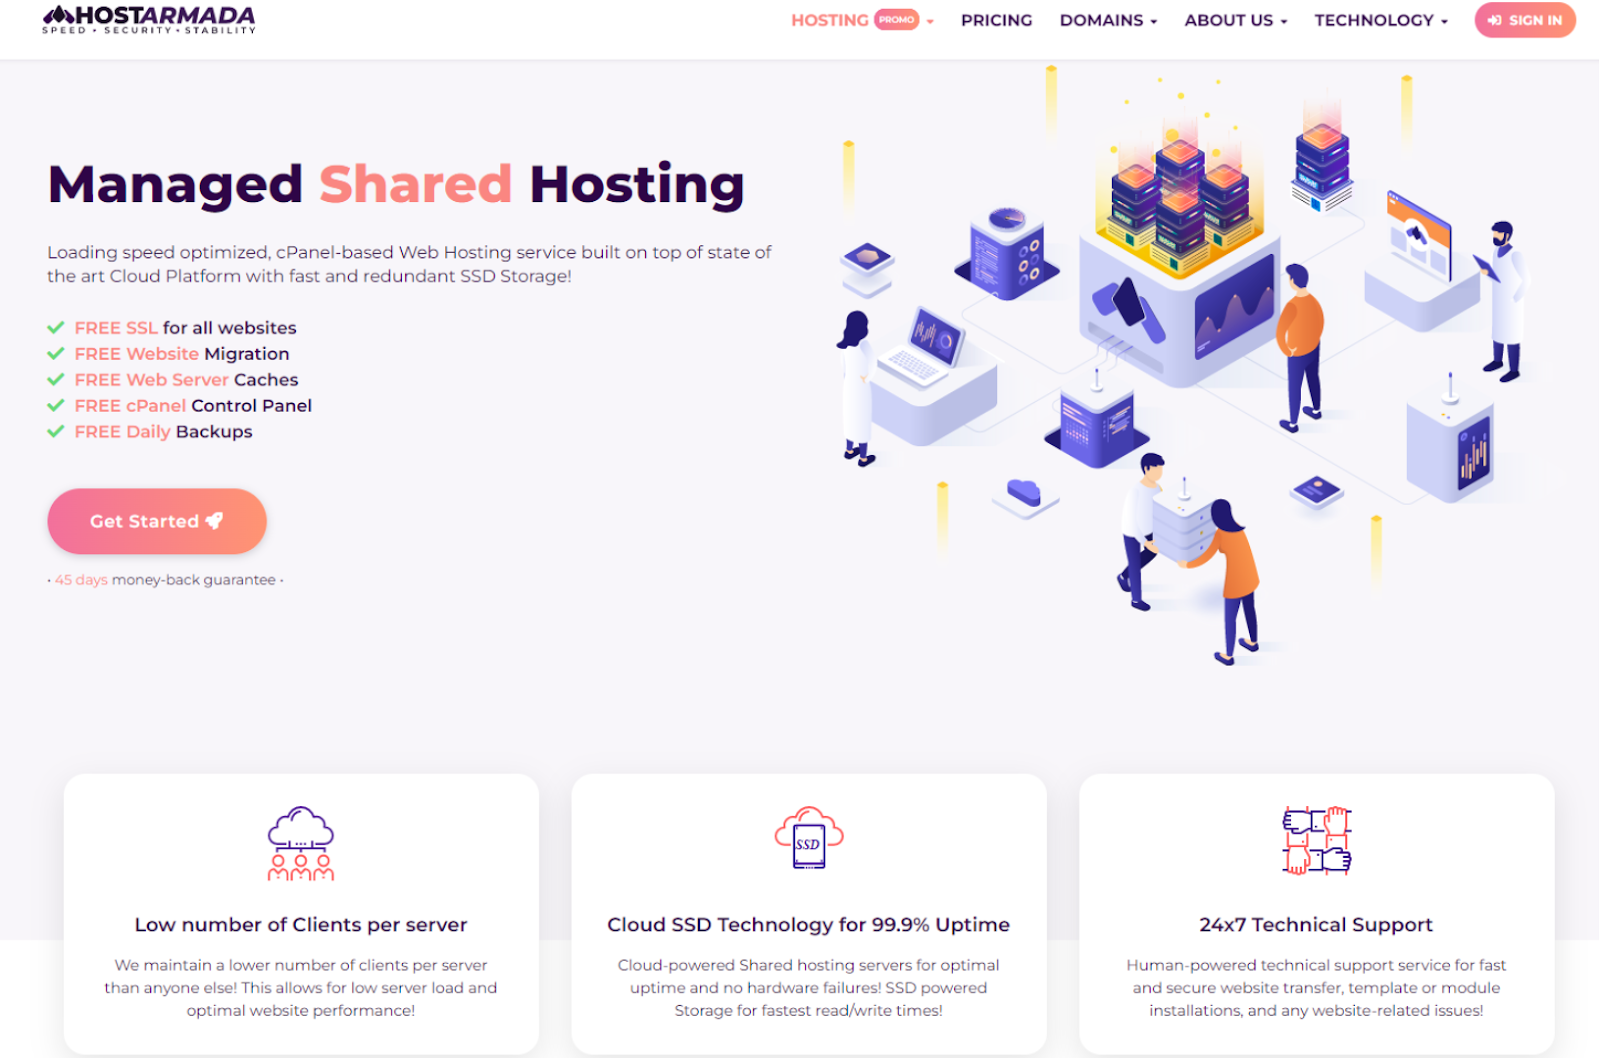 HOSTARMADA
SPEED • SECURITY • STABILITY
HOSTING PROMO PRICING DOMAINS ABOUT US TECHNOLOGY SIGN IN
Managed Shared Hosting
Loading speed optimized, cPanel-based Web Hosting service built on top of state of
the art Cloud Platform with fast and redundant SSD Storage!
FREE SSL for all websites
FREE Website Migration
FREE Web Server Caches
FREE cPanel Control Panel
FREE Daily Backups
Get Started
• 45 days money-back guarantee •
SSD
Low number of Clients per server
We maintain a lower number of clients per server
than anyone else! This allows for low server load and
optimal website performance!
Cloud SSD Technology for 99.9% Uptime
Cloud-powered Shared hosting servers for optimal
uptime and no hardware failures! SSD powered
Storage for fastest read/write times!
24x7 Technical Support
Human-powered technical support service for fast
and secure website transfer, template or module
installations, and any website-related issues!